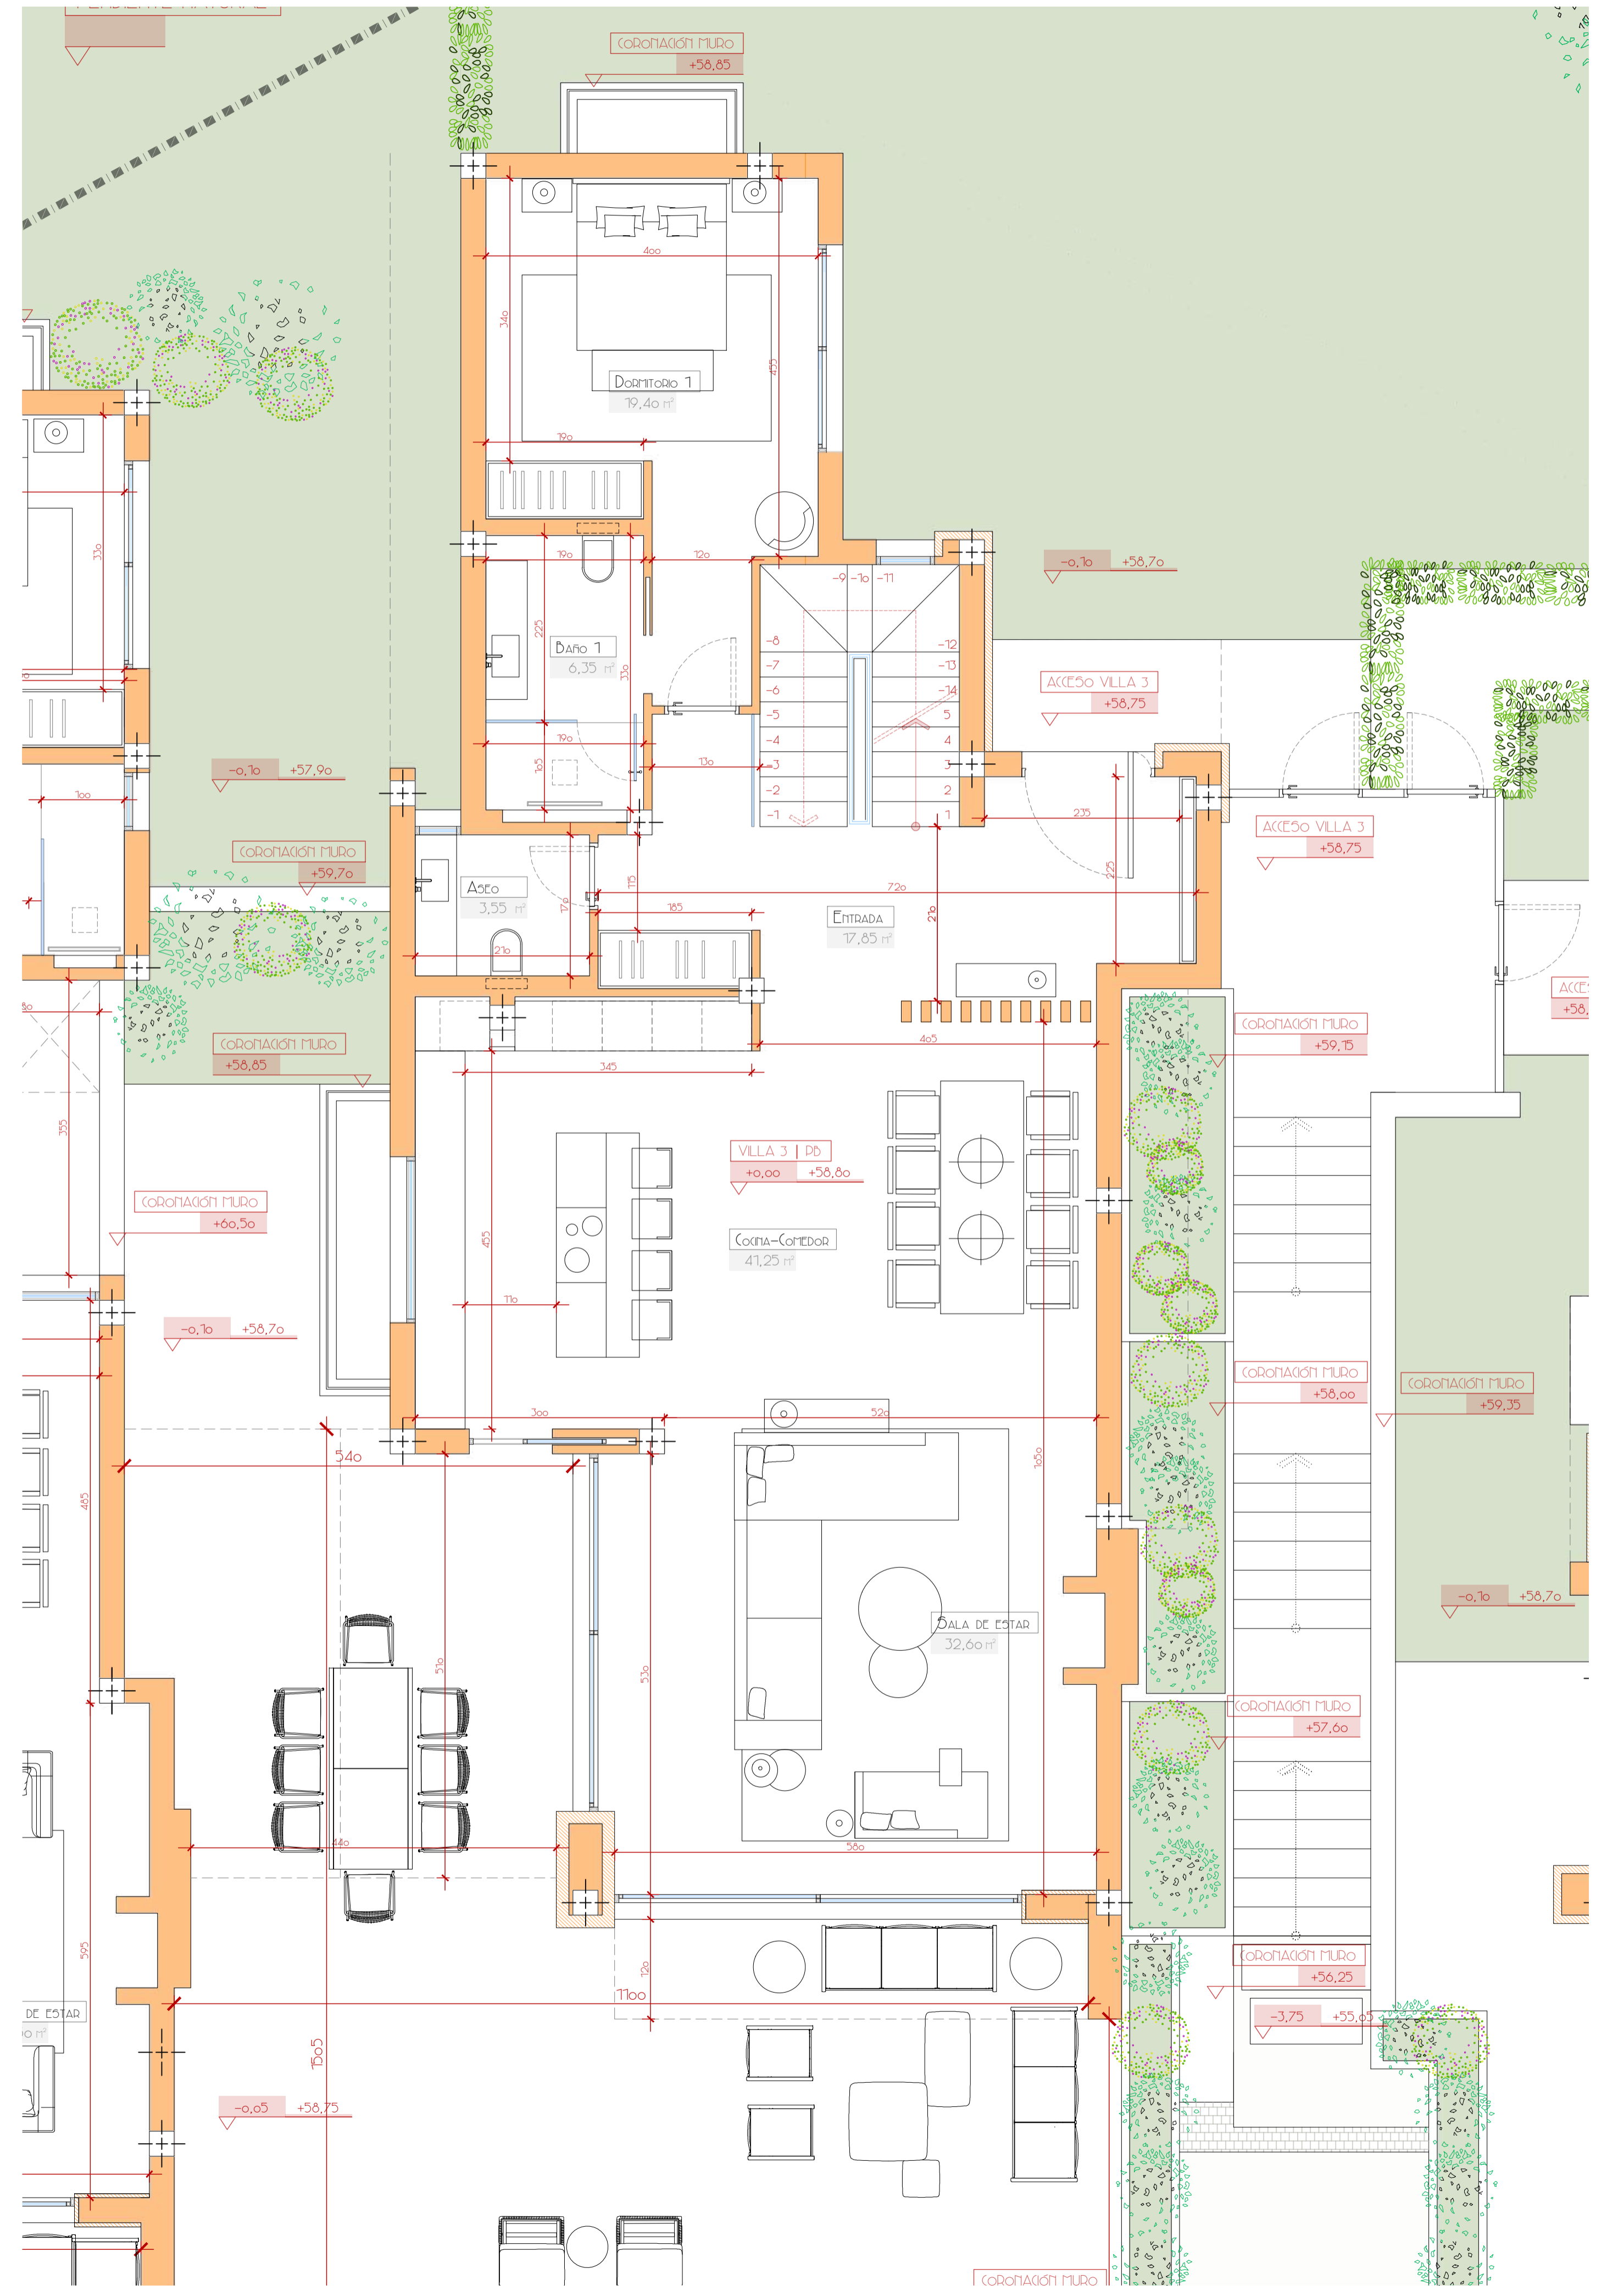 CORONACIÓN MURO
+58,85
400
340
455
DORMITORIO 1
19,40 m²
190
330
190
120
-9 -10 -11
-0,10 +58,70
225
BAÑO 1
6,35 m²
330
-8
-7
-6
-5
-4
-3
-2
-1
-12
-13
-14
5
4
3
2
1
ACCESO VILLA 3
+58,75
190
105
130
-0,10 +57,90
100
235
225
ACCESO VILLA 3
+58,75
CORONACIÓN MURO
+59,70
ASEO
3,55 m²
170
115
185
720
210
ENTRADA
17,85 m²
210
CORONACIÓN MURO
+58,85
CORONACIÓN MURO
+59,15
405
345
355
VILLA 3 | PB
+0,00 +58,80
CORONACIÓN MURO
+60,50
455
COCINA-COMEDOR
41,25 m²
110
-0,10 +58,70
CORONACIÓN MURO
+58,00
CORONACIÓN MURO
+59,35
300
520
540
1050
485
510
530
SALA DE ESTAR
32,60 m²
-0,10 +58,70
CORONACIÓN MURO
+57,60
440
580
595
120
CORONACIÓN MURO
+56,25
1100
-3,75 +55,05
DE ESTAR
1505
-0,05 +58,75
CORONACIÓN MURO